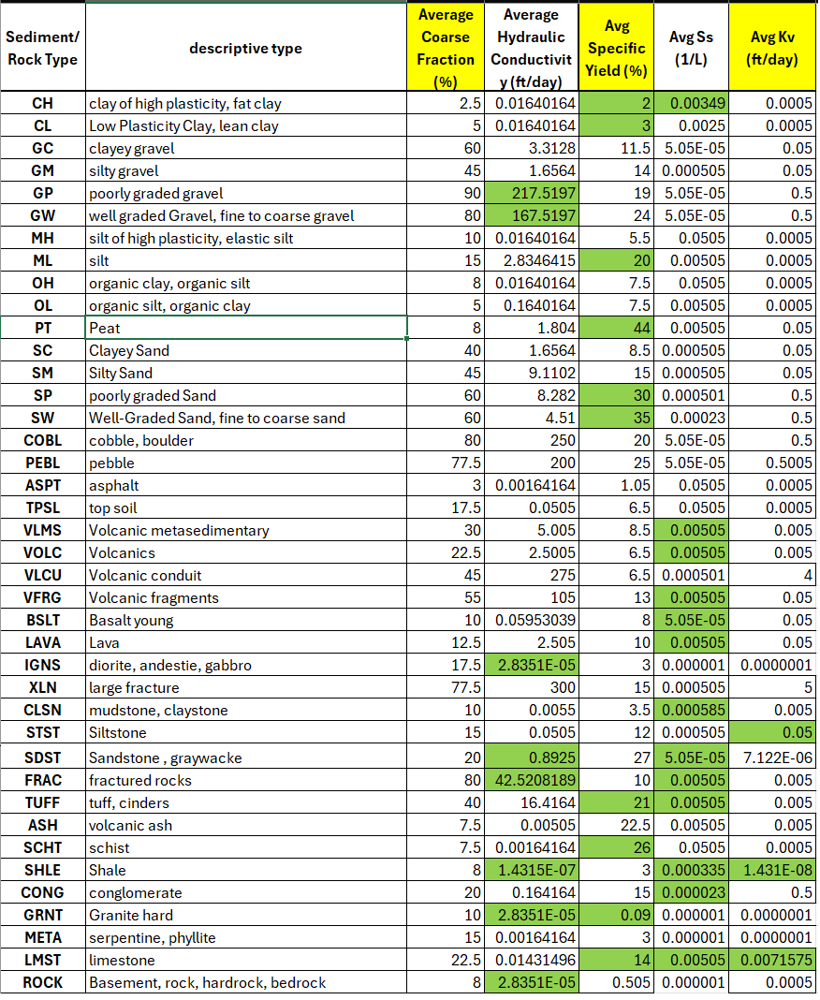 Sediment/ Rock Type | descriptive type | Average Coarse Fraction (%) | Average Hydraulic Conductivit y (ft/day) | Avg Specific Yield (%) | Avg Ss (1/L) | Avg Kv (ft/day)
CH | clay of high plasticity, fat clay | 2.5 | 0.01640164 | 2 | 0.00349 | 0.0005
CL | Low Plasticity Clay, lean clay | 5 | 0.01640164 | 3 | 0.0025 | 0.0005
GC | clayey gravel | 60 | 3.3128 | 11.5 | 5.05E-05 | 0.05
GM | silty gravel | 45 | 1.6564 | 14 | 0.000505 | 0.05
GP | poorly graded gravel | 90 | 217.5197 | 19 | 5.05E-05 | 0.5
GW | well graded Gravel, fine to coarse gravel | 80 | 167.5197 | 24 | 5.05E-05 | 0.5
MH | silt of high plasticity, elastic silt | 10 | 0.01640164 | 5.5 | 0.0505 | 0.0005
ML | silt | 15 | 2.8346415 | 20 | 0.00505 | 0.0005
OH | organic clay, organic silt | 8 | 0.01640164 | 7.5 | 0.0505 | 0.0005
OL | organic silt, organic clay | 5 | 0.1640164 | 7.5 | 0.00505 | 0.0005
PT | Peat | 8 | 1.804 | 44 | 0.00505 | 0.05
SC | Clayey Sand | 40 | 1.6564 | 8.5 | 0.000505 | 0.05
SM | Silty Sand | 45 | 9.1102 | 15 | 0.000505 | 0.05
SP | poorly graded Sand | 60 | 8.282 | 30 | 0.000501 | 0.5
SW | Well-Graded Sand, fine to coarse sand | 60 | 4.51 | 35 | 0.00023 | 0.5
COBL | cobble, boulder | 80 | 250 | 20 | 5.05E-05 | 0.5
PEBL | pebble | 77.5 | 200 | 25 | 5.05E-05 | 0.5005
ASPT | asphalt | 3 | 0.00164164 | 1.05 | 0.0505 | 0.0005
TPSL | top soil | 17.5 | 0.0505 | 6.5 | 0.0505 | 0.0005
VLMS | Volcanic metasedimentary | 30 | 5.005 | 8.5 | 0.00505 | 0.005
VOLC | Volcanics | 22.5 | 2.5005 | 6.5 | 0.00505 | 0.005
VLCU | Volcanic conduit | 45 | 275 | 6.5 | 0.000501 | 4
VFRG | Volcanic fragments | 55 | 105 | 13 | 0.00505 | 0.05
BSLT | Basalt young | 10 | 0.05953039 | 8 | 5.05E-05 | 0.05
LAVA | Lava | 12.5 | 2.505 | 10 | 0.00505 | 0.05
IGNS | diorite, andestie, gabbro | 17.5 | 2.8351E-05 | 3 | 0.000001 | 0.0000001
XLN | large fracture | 77.5 | 300 | 15 | 0.000505 | 5
CLSN | mudstone, claystone | 10 | 0.0055 | 3.5 | 0.000585 | 0.005
STST | Siltstone | 15 | 0.0505 | 12 | 0.000505 | 0.05
SDST | Sandstone , graywacke | 20 | 0.8925 | 27 | 5.05E-05 | 7.122E-06
FRAC | fractured rocks | 80 | 42.5208189 | 10 | 0.00505 | 0.005
TUFF | tuff, cinders | 40 | 16.4164 | 21 | 0.00505 | 0.005
ASH | volcanic ash | 7.5 | 0.00505 | 22.5 | 0.00505 | 0.005
SCHT | schist | 7.5 | 0.00164164 | 26 | 0.0505 | 0.0005
SHLE | Shale | 8 | 1.4315E-07 | 3 | 0.000335 | 1.431E-08
CONG | conglomerate | 20 | 0.164164 | 15 | 0.000023 | 0.5
GRNT | Granite hard | 10 | 2.8351E-05 | 0.09 | 0.000001 | 0.0000001
META | serpentine, phyllite | 15 | 0.00164164 | 3 | 0.000001 | 0.0000001
LMST | limestone | 22.5 | 0.01431496 | 14 | 0.00505 | 0.0071575
ROCK | Basement, rock, hardrock, bedrock | 8 | 2.8351E-05 | 0.505 | 0.000001 | 0.0005